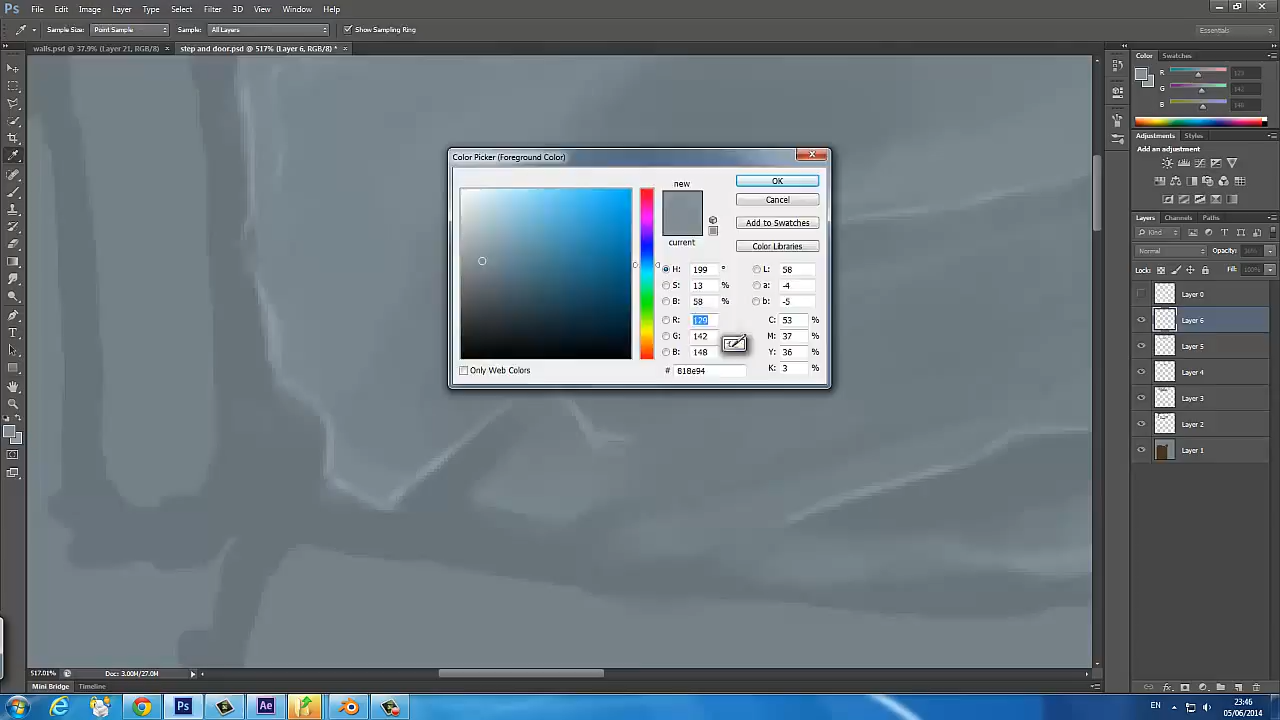 Ps File Edit Image Layer Type Select Filter 3D View Window Help
Sample Size: Point Sample Sample: All Layers Show Sampling Ring Essentials
walls.psd @ 37.9% (Layer 21, RGB/8) × step and door.psd @ 517% (Layer 6, RGB/8) * ×
Color Swatches
R
G
B
Adjustments Styles
Add an adjustment
Layers Channels Paths
Kind
Normal Opacity:
Lock: Fill:
Layer 0
Layer 6
Layer 5
Layer 4
Layer 3
Layer 2
Layer 1
Color Picker (Foreground Color)
new
current
OK
Cancel
Add to Swatches
Color Libraries
H: 199 °
S: 13 %
B: 58 %
R: 129
G: 142
B: 148
# 818e94
L: 58
a: -4
b: -5
C: 53 %
M: 37 %
Y: 36 %
K: 3 %
Only Web Colors
517.01% Doc: 3.00M/27.0M
Mini Bridge Timeline
Ps Ae EN 23:46
05/06/2014